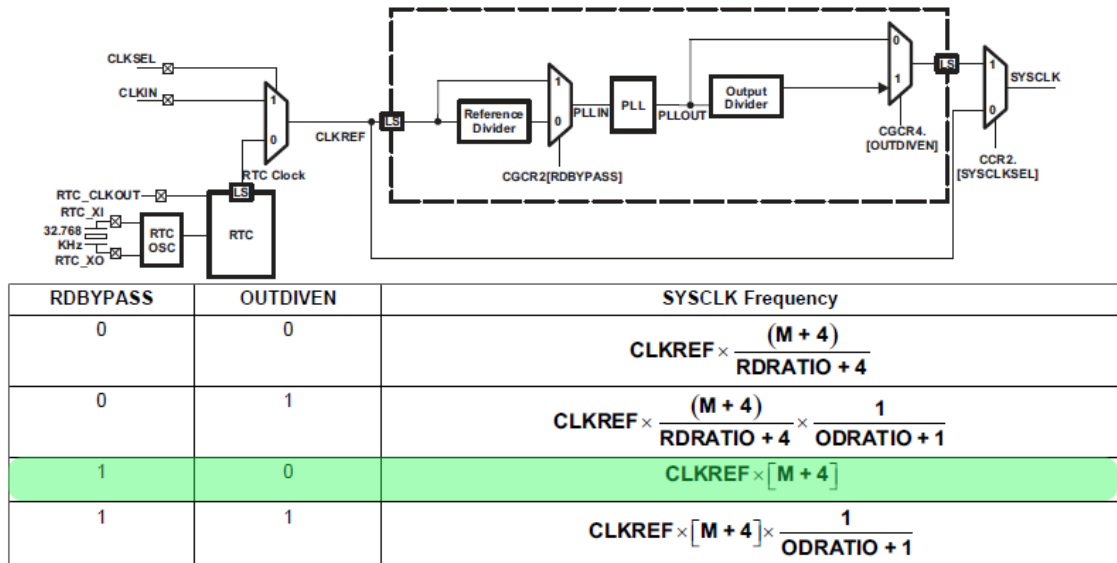 CLKSEL
CLKIN
1
0
CLKREF
RTC Clock
LS
RTC_CLKOUT
RTC_XI
32.768
KHz
RTC_XO
RTC
OSC
RTC
LS
Reference
Divider
1
0
CGCR2[RDBYPASS]
PLLIN
PLL
PLLOUT
Output
Divider
0
1
CGCR4.
[OUTDIVEN]
LS
1
0
SYSCLK
CCR2.
[SYSCLKSEL]
RDBYPASS OUTDIVEN SYSCLK Frequency
0 0 CLKREF × (M + 4) / RDRATIO + 4
0 1 CLKREF × (M + 4) / RDRATIO + 4 × 1 / ODRATIO + 1
1 0 CLKREF × [M + 4]
1 1 CLKREF × [M + 4] × 1 / ODRATIO + 1